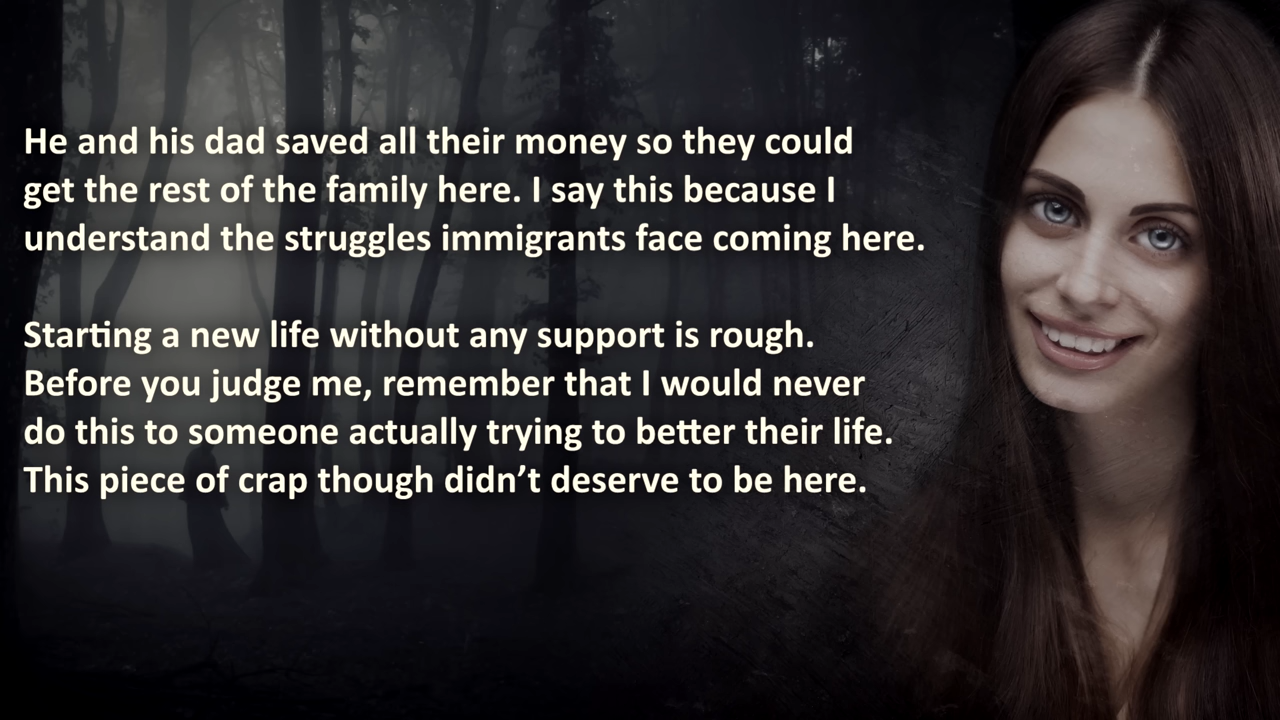 He and his dad saved all their money so they could
get the rest of the family here. I say this because I
understand the struggles immigrants face coming here.
Starting a new life without any support is rough.
Before you judge me, remember that I would never
do this to someone actually trying to better their life.
This piece of crap though didn’t deserve to be here.